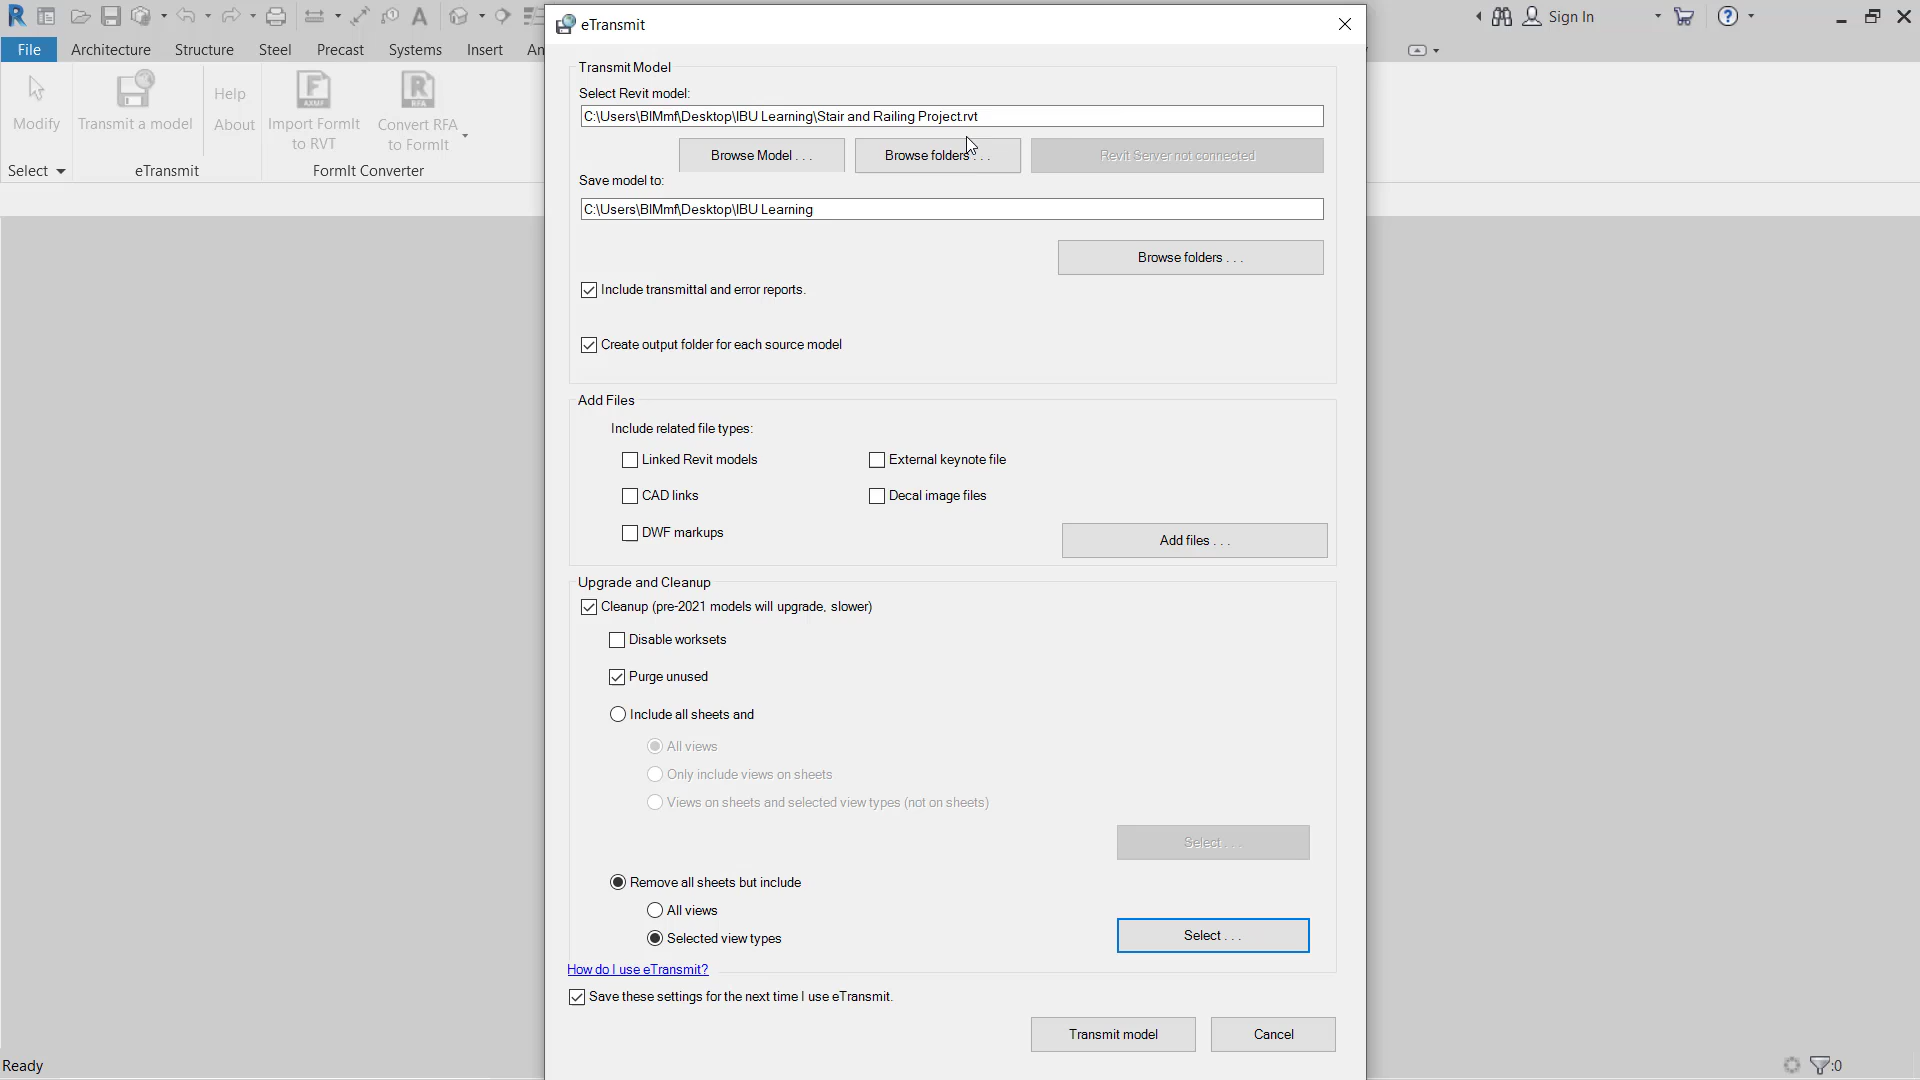 eTransmit
Sign In
File Architecture Structure Steel Precast Systems Insert An
Modify Transmit a model Help About Import FormIt to RVT Convert RFA to FormIt
Select eTransmit FormIt Converter
Transmit Model
Select Revit model:
C:\Users\BIMmf\Desktop\IBU Learning\Stair and Railing Project.rvt
Browse Model . . . Browse folders . . . Revit Server not connected
Save model to:
C:\Users\BIMmf\Desktop\IBU Learning
Browse folders . . .
Include transmittal and error reports.
Create output folder for each source model
Add Files
Include related file types:
Linked Revit models External keynote file
CAD links Decal image files
DWF markups
Add files . . .
Upgrade and Cleanup
Cleanup (pre-2021 models will upgrade, slower)
Disable worksets
Purge unused
Include all sheets and
All views
Only include views on sheets
Views on sheets and selected view types (not on sheets)
Select . . .
Remove all sheets but include
All views
Selected view types
Select . . .
How do I use eTransmit?
Save these settings for the next time I use eTransmit.
Transmit model Cancel
Ready :0